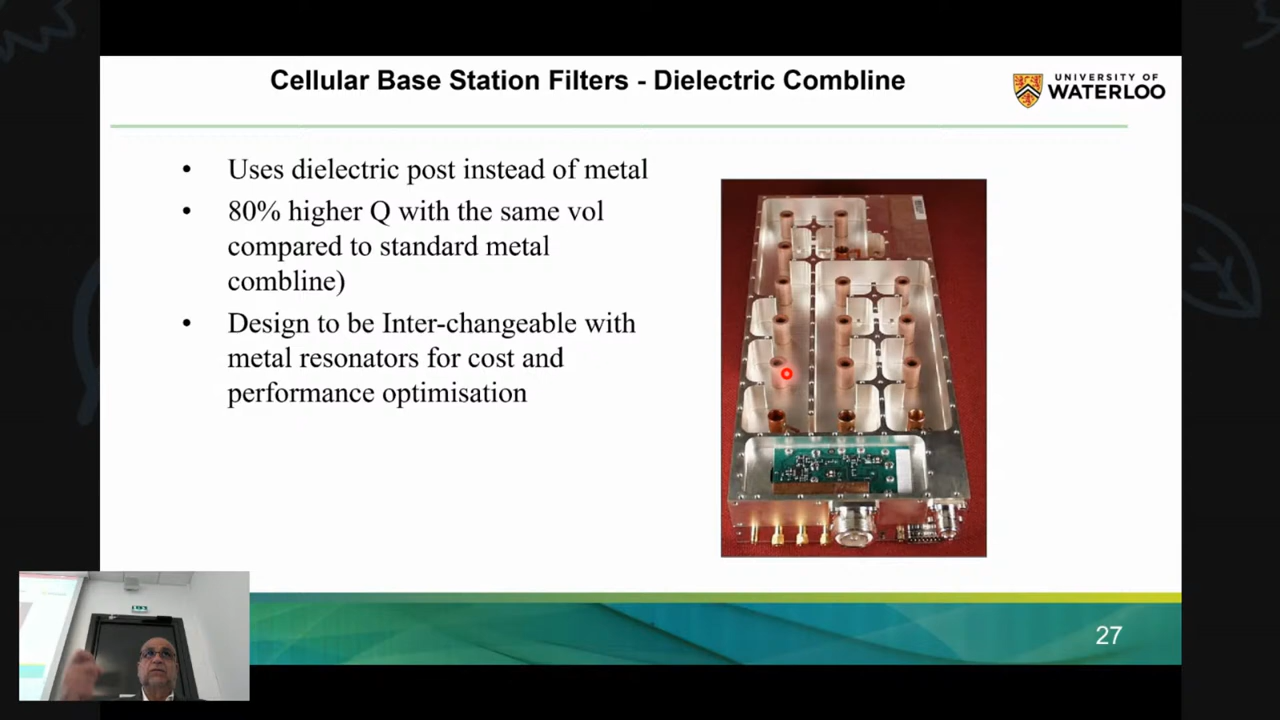 Cellular Base Station Filters - Dielectric Combline
UNIVERSITY OF
WATERLOO
• Uses dielectric post instead of metal
• 80% higher Q with the same vol
compared to standard metal
combline)
• Design to be Inter-changeable with
metal resonators for cost and
performance optimisation
27